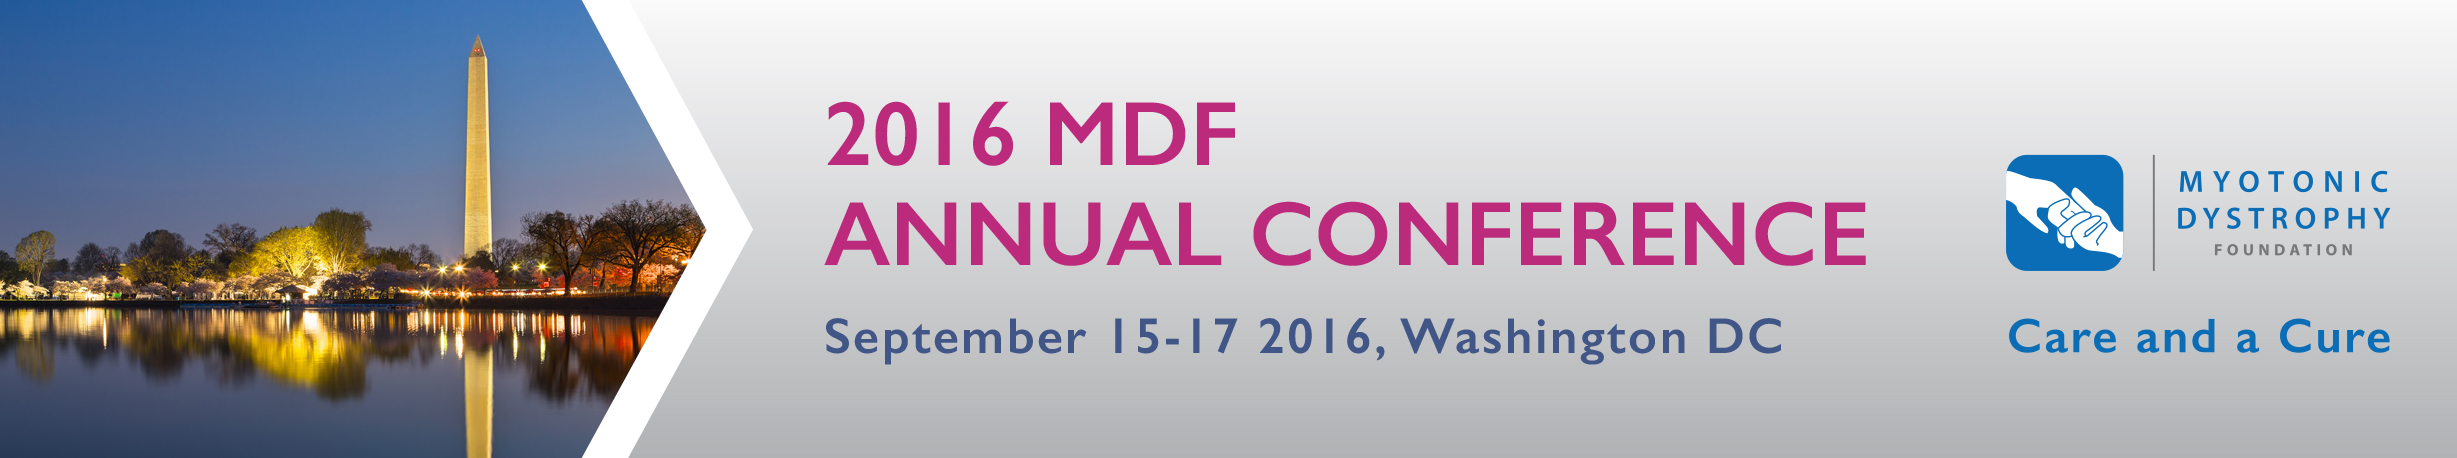 2016 MDF
ANNUAL CONFERENCE
September 15-17 2016, Washington DC
MYOTONIC
DYSTROPHY
FOUNDATION
Care and a Cure